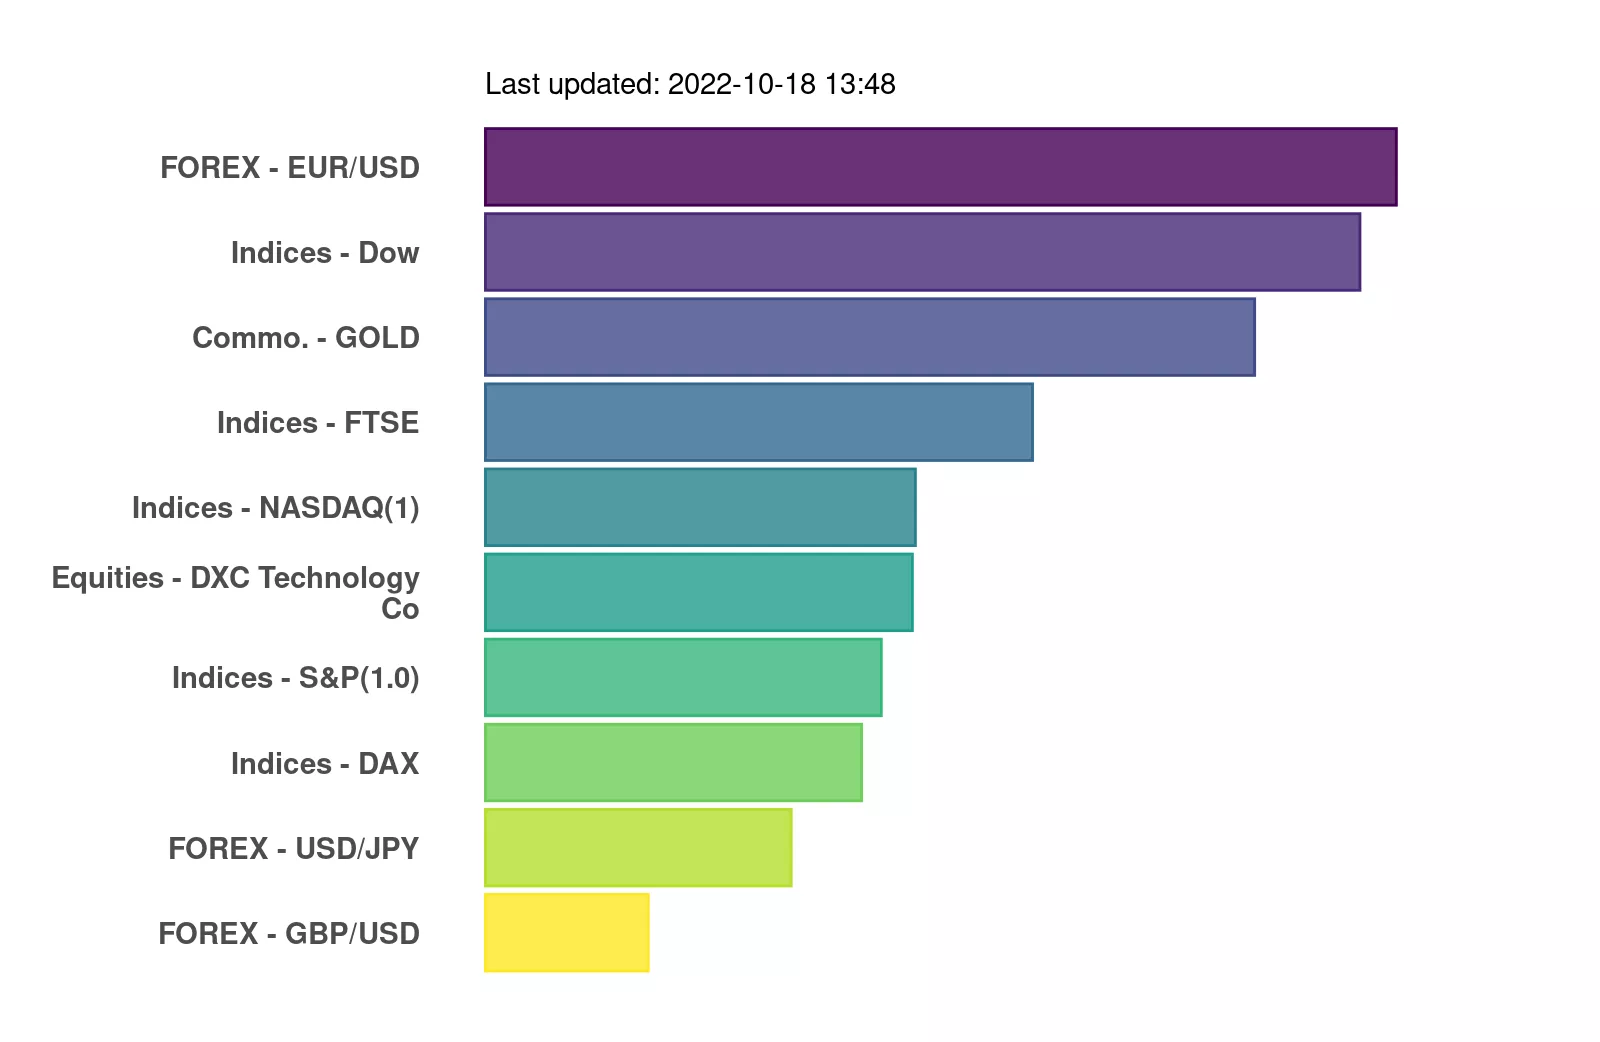 Last updated: 2022-10-18 13:48
FOREX - EUR/USD
Indices - Dow
Commo. - GOLD
Indices - FTSE
Indices - NASDAQ(1)
Equities - DXC Technology
Co
Indices - S&P(1.0)
Indices - DAX
FOREX - USD/JPY
FOREX - GBP/USD